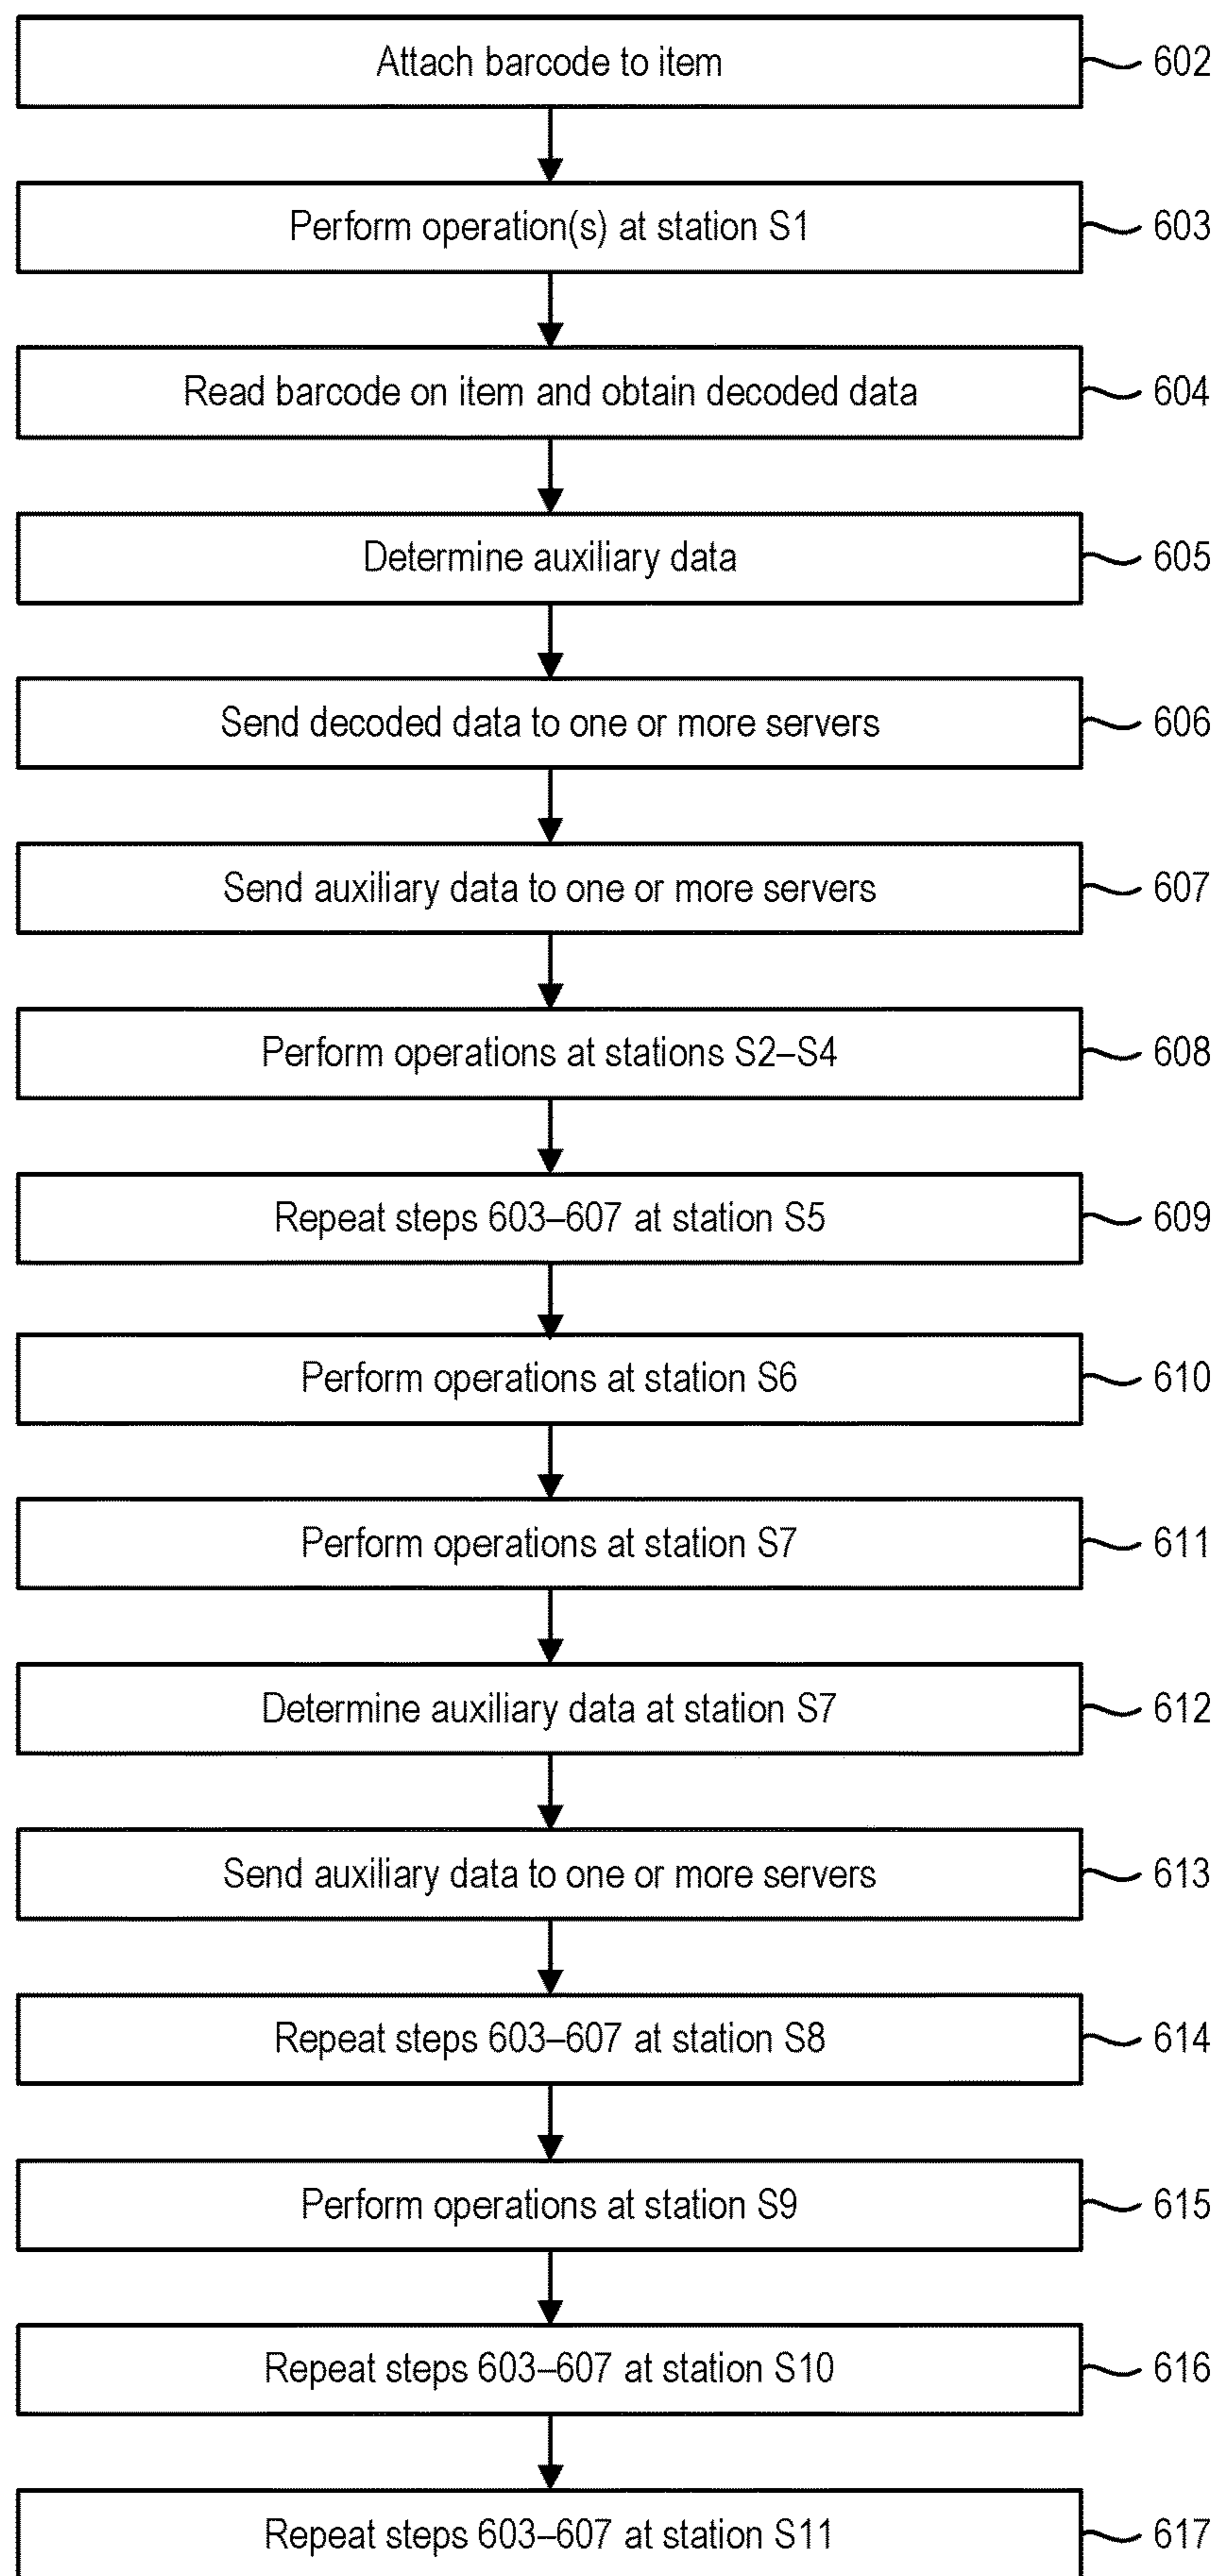 Attach barcode to item 602
Perform operation(s) at station S1 603
Read barcode on item and obtain decoded data 604
Determine auxiliary data 605
Send decoded data to one or more servers 606
Send auxiliary data to one or more servers 607
Perform operations at stations S2–S4 608
Repeat steps 603–607 at station S5 609
Perform operations at station S6 610
Perform operations at station S7 611
Determine auxiliary data at station S7 612
Send auxiliary data to one or more servers 613
Repeat steps 603–607 at station S8 614
Perform operations at station S9 615
Repeat steps 603–607 at station S10 616
Repeat steps 603–607 at station S11 617